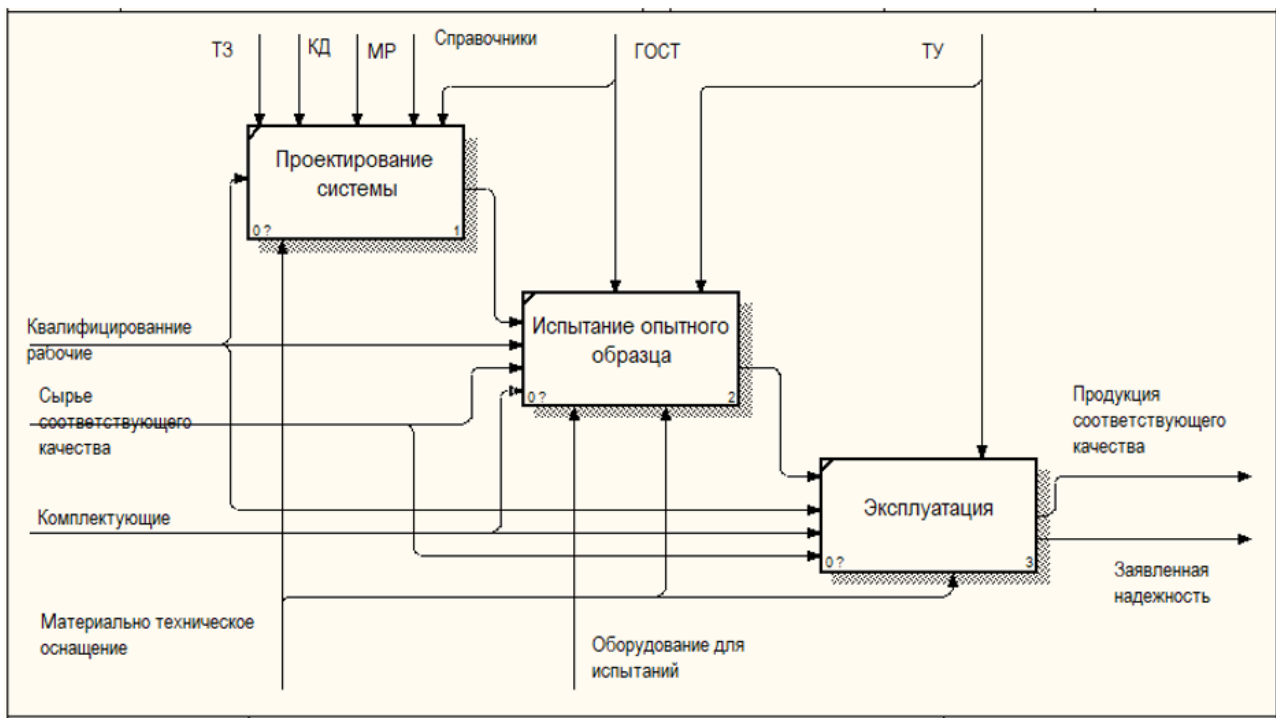 ТЗ
КД
МР
Справочники
ГОСТ
ТУ
Проектирование
системы
0 ?
1
Квалифицированние
рабочие
Испытание опытного
образца
0 ?
2
Сырье
соответствующего
качества
Продукция
соответствующего
качества
Комплектующие
Эксплуатация
0 ?
3
Заявленная
надежность
Материально техническое
оснащение
Оборудование для
испытаний